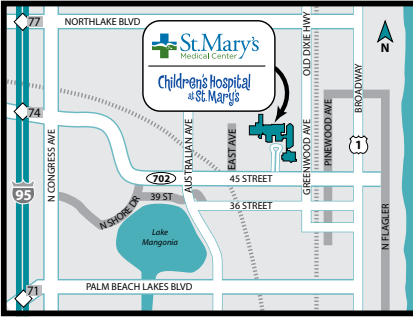 77
NORTHLAKE BLVD
St.Mary's
Medical Center
Children's Hospital
at St. Mary's
OLD DIXIE HWY
N
BROADWAY
74
N CONGRESS AVE
AUSTRALIAN AVE
EAST AVE
GREENWOOD AVE
PINEWOOD AVE
1
702
45 STREET
95
39 ST
36 STREET
N SHORE DR
Lake
Mangonia
N FLAGLER
71
PALM BEACH LAKES BLVD